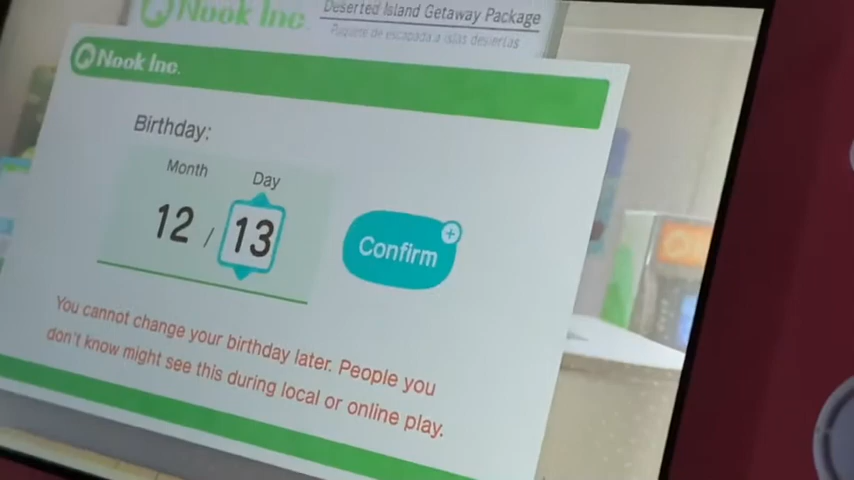 Nook Inc.
Deserted Island Getaway Package
Paquete de escapada a islas desiertas
Nook Inc.
Birthday:
Month
Day
12 / 13
Confirm
You cannot change your birthday later. People you
don't know might see this during local or online play.